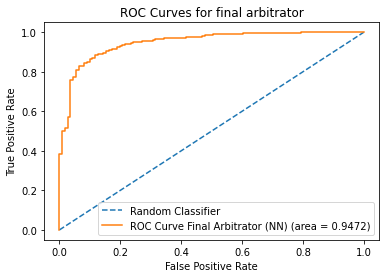 ROC Curves for final arbitrator
True Positive Rate
1.0
0.8
0.6
0.4
0.2
0.0
Random Classifier
ROC Curve Final Arbitrator (NN) (area = 0.9472)
0.0 0.2 0.4 0.6 0.8 1.0
False Positive Rate